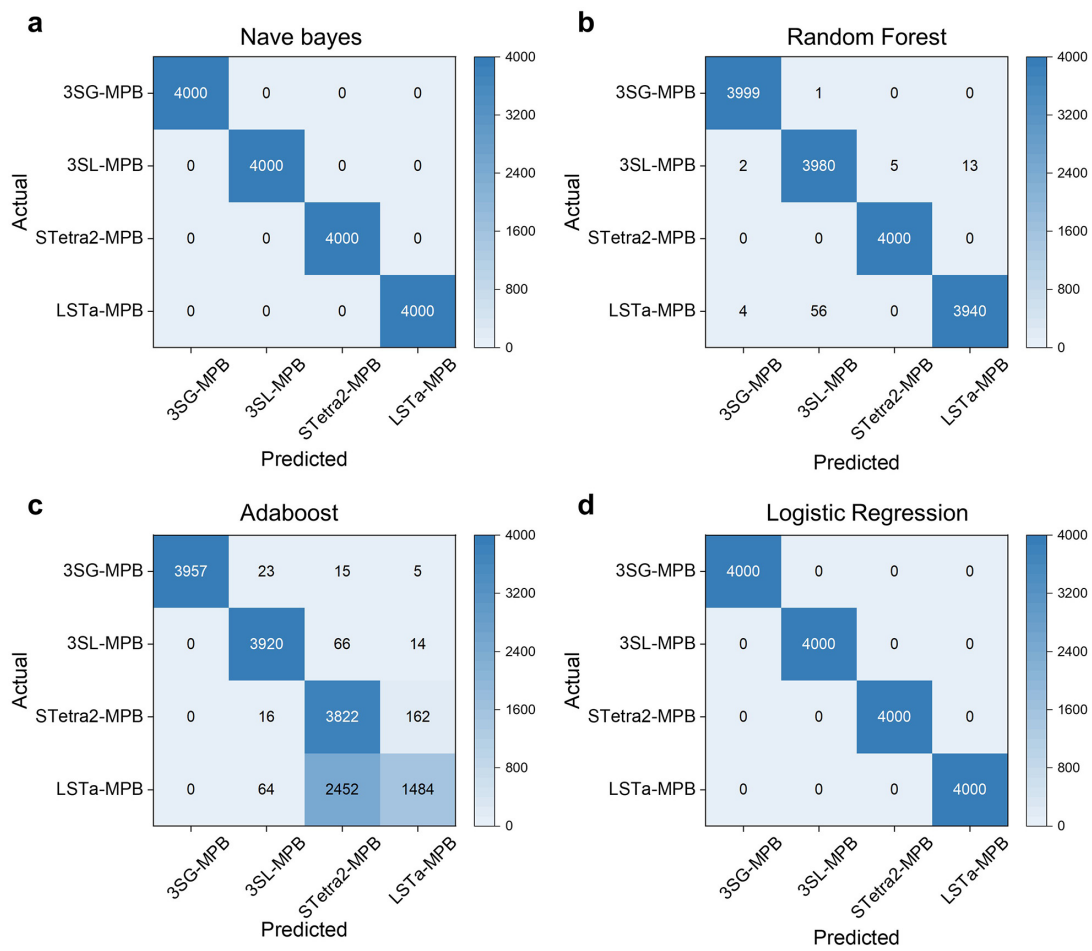 a
Nave bayes
3SG-MPB 4000 0 0 0
3SL-MPB 0 4000 0 0
STetra2-MPB 0 0 4000 0
LSTa-MPB 0 0 0 4000
Actual
3SG-MPB 3SL-MPB STetra2-MPB LSTa-MPB
Predicted
4000
3200
2400
1600
800
0
b
Random Forest
3SG-MPB 3999 1 0 0
3SL-MPB 2 3980 5 13
STetra2-MPB 0 0 4000 0
LSTa-MPB 4 56 0 3940
Actual
3SG-MPB 3SL-MPB STetra2-MPB LSTa-MPB
Predicted
4000
3200
2400
1600
800
0
c
Adaboost
3SG-MPB 3957 23 15 5
3SL-MPB 0 3920 66 14
STetra2-MPB 0 16 3822 162
LSTa-MPB 0 64 2452 1484
Actual
3SG-MPB 3SL-MPB STetra2-MPB LSTa-MPB
Predicted
4000
3200
2400
1600
800
0
d
Logistic Regression
3SG-MPB 4000 0 0 0
3SL-MPB 0 4000 0 0
STetra2-MPB 0 0 4000 0
LSTa-MPB 0 0 0 4000
Actual
3SG-MPB 3SL-MPB STetra2-MPB LSTa-MPB
Predicted
4000
3200
2400
1600
800
0